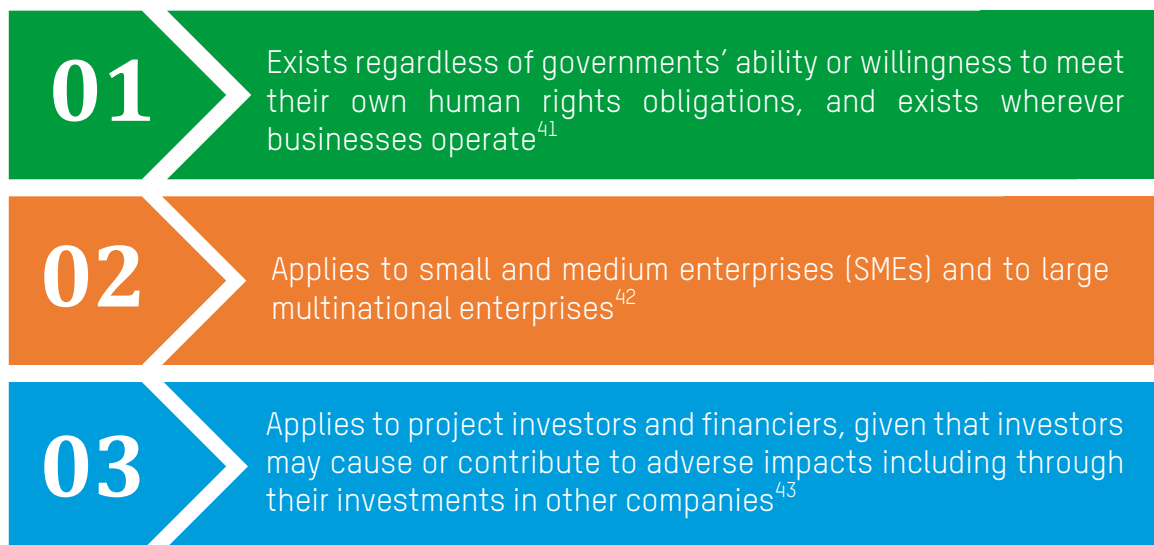 01
Exists regardless of governments’ ability or willingness to meet
their own human rights obligations, and exists wherever
businesses operate41
02
Applies to small and medium enterprises (SMEs) and to large
multinational enterprises42
03
Applies to project investors and financiers, given that investors
may cause or contribute to adverse impacts including through
their investments in other companies43